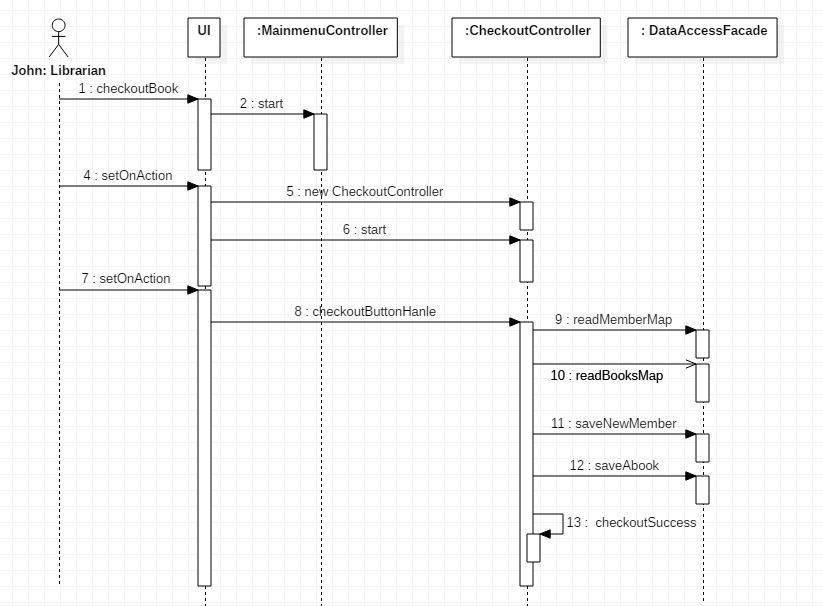 UI
:MainmenuController
:CheckoutController
: DataAccessFacade
John: Librarian
1 : checkoutBook
2 : start
4 : setOnAction
5 : new CheckoutController
6 : start
7 : setOnAction
8 : checkoutButtonHanle
9 : readMemberMap
10 : readBooksMap
11 : saveNewMember
12 : saveAbook
13 : checkoutSuccess